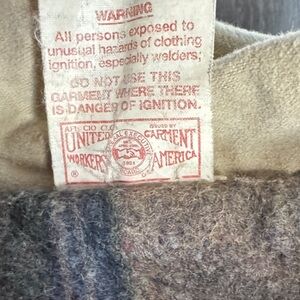 WARNING
All persons exposed to
unusual hazards of clothing
ignition, especially welders;
DO NOT USE THIS
GARMENT WHERE THERE
IS DANGER OF IGNITION.
AFL CIO CLC ISSUED BY
UNITED GARMENT
WORKERS AMERICA
®